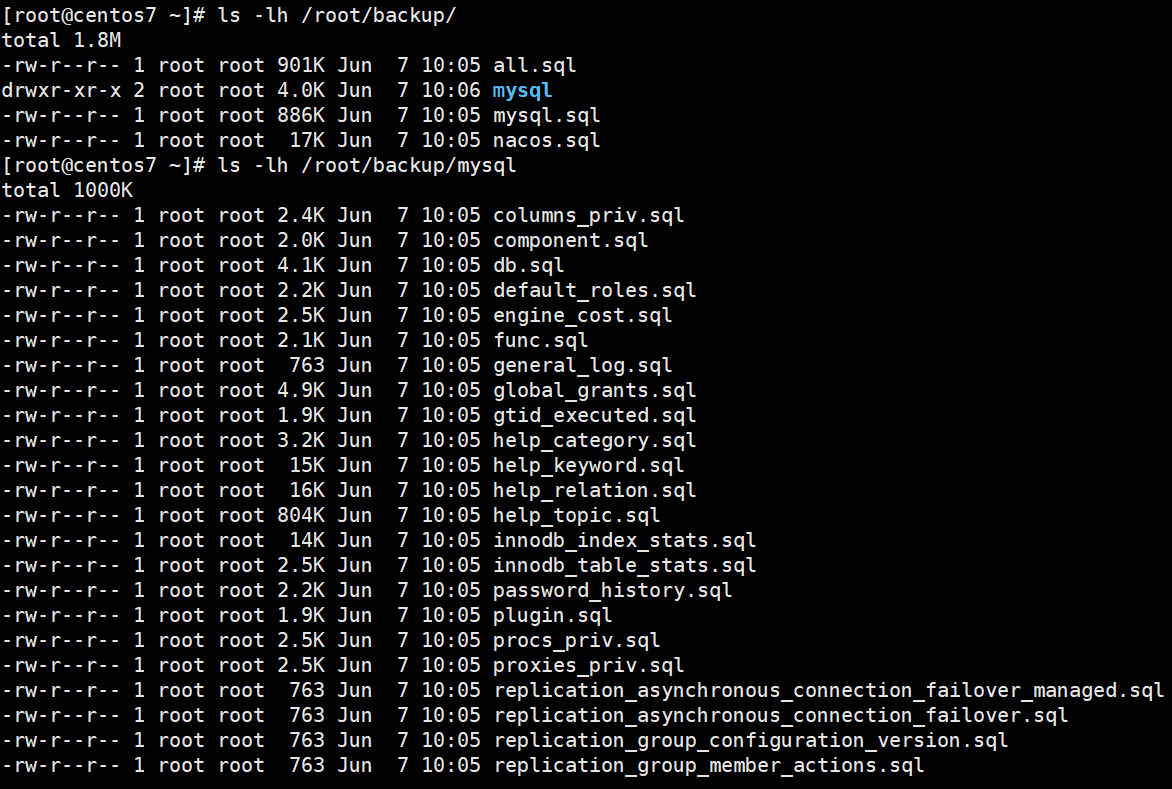 [root@centos7 ~]# ls -lh /root/backup/
total 1.8M
-rw-r--r-- 1 root root 901K Jun  7 10:05 all.sql
drwxr-xr-x 2 root root 4.0K Jun  7 10:06 mysql
-rw-r--r-- 1 root root 886K Jun  7 10:05 mysql.sql
-rw-r--r-- 1 root root  17K Jun  7 10:05 nacos.sql
[root@centos7 ~]# ls -lh /root/backup/mysql
total 1000K
-rw-r--r-- 1 root root 2.4K Jun  7 10:05 columns_priv.sql
-rw-r--r-- 1 root root 2.0K Jun  7 10:05 component.sql
-rw-r--r-- 1 root root 4.1K Jun  7 10:05 db.sql
-rw-r--r-- 1 root root 2.2K Jun  7 10:05 default_roles.sql
-rw-r--r-- 1 root root 2.5K Jun  7 10:05 engine_cost.sql
-rw-r--r-- 1 root root 2.1K Jun  7 10:05 func.sql
-rw-r--r-- 1 root root  763 Jun  7 10:05 general_log.sql
-rw-r--r-- 1 root root 4.9K Jun  7 10:05 global_grants.sql
-rw-r--r-- 1 root root 1.9K Jun  7 10:05 gtid_executed.sql
-rw-r--r-- 1 root root 3.2K Jun  7 10:05 help_category.sql
-rw-r--r-- 1 root root  15K Jun  7 10:05 help_keyword.sql
-rw-r--r-- 1 root root  16K Jun  7 10:05 help_relation.sql
-rw-r--r-- 1 root root 804K Jun  7 10:05 help_topic.sql
-rw-r--r-- 1 root root  14K Jun  7 10:05 innodb_index_stats.sql
-rw-r--r-- 1 root root 2.5K Jun  7 10:05 innodb_table_stats.sql
-rw-r--r-- 1 root root 2.2K Jun  7 10:05 password_history.sql
-rw-r--r-- 1 root root 1.9K Jun  7 10:05 plugin.sql
-rw-r--r-- 1 root root 2.5K Jun  7 10:05 procs_priv.sql
-rw-r--r-- 1 root root 2.5K Jun  7 10:05 proxies_priv.sql
-rw-r--r-- 1 root root  763 Jun  7 10:05 replication_asynchronous_connection_failover_managed.sql
-rw-r--r-- 1 root root  763 Jun  7 10:05 replication_asynchronous_connection_failover.sql
-rw-r--r-- 1 root root  763 Jun  7 10:05 replication_group_configuration_version.sql
-rw-r--r-- 1 root root  763 Jun  7 10:05 replication_group_member_actions.sql